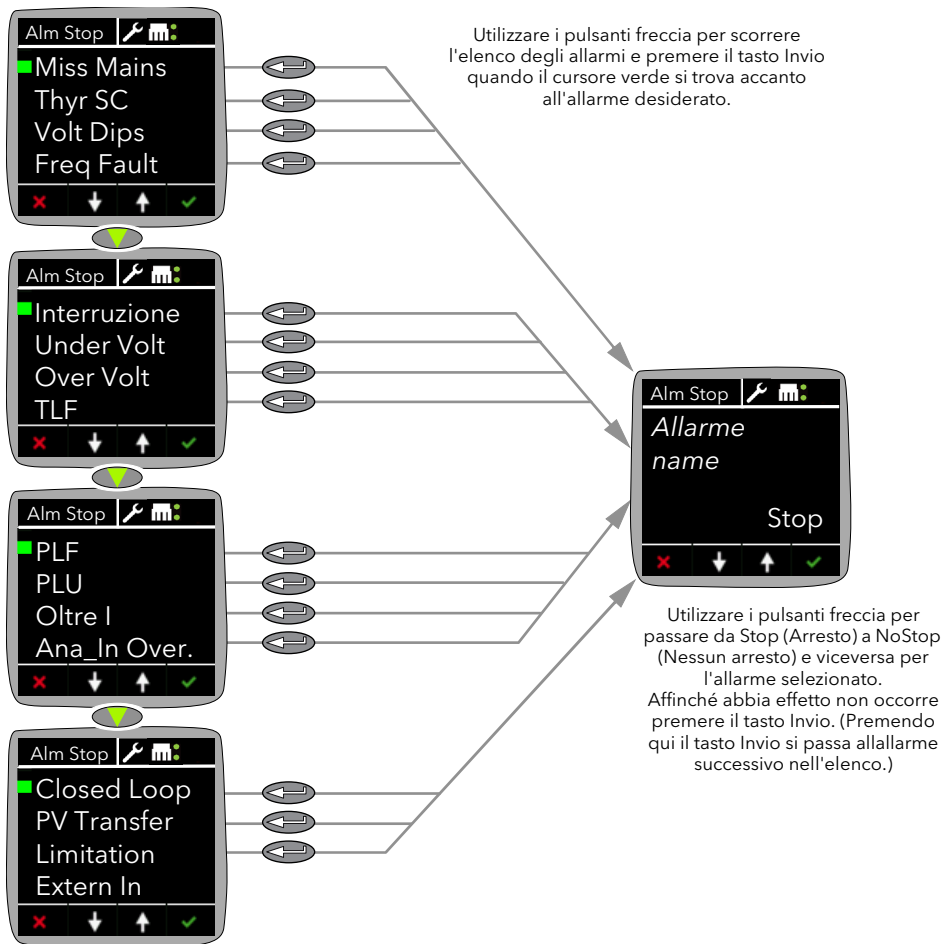 Alm Stop
Miss Mains
Thyr SC
Volt Dips
Freq Fault
Utilizzare i pulsanti freccia per scorrere
l'elenco degli allarmi e premere il tasto Invio
quando il cursore verde si trova accanto
all'allarme desiderato.
Alm Stop
Interruzione
Under Volt
Over Volt
TLF
Alm Stop
PLF
PLU
Oltre I
Ana_In Over.
Alm Stop
Closed Loop
PV Transfer
Limitation
Extern In
Alm Stop
Allarme
name
Stop
Utilizzare i pulsanti freccia per
passare da Stop (Arresto) a NoStop
(Nessun arresto) e viceversa per
l'allarme selezionato.
Affinché abbia effetto non occorre
premere il tasto Invio. (Premendo
qui il tasto Invio si passa allallarme
successivo nell'elenco.)